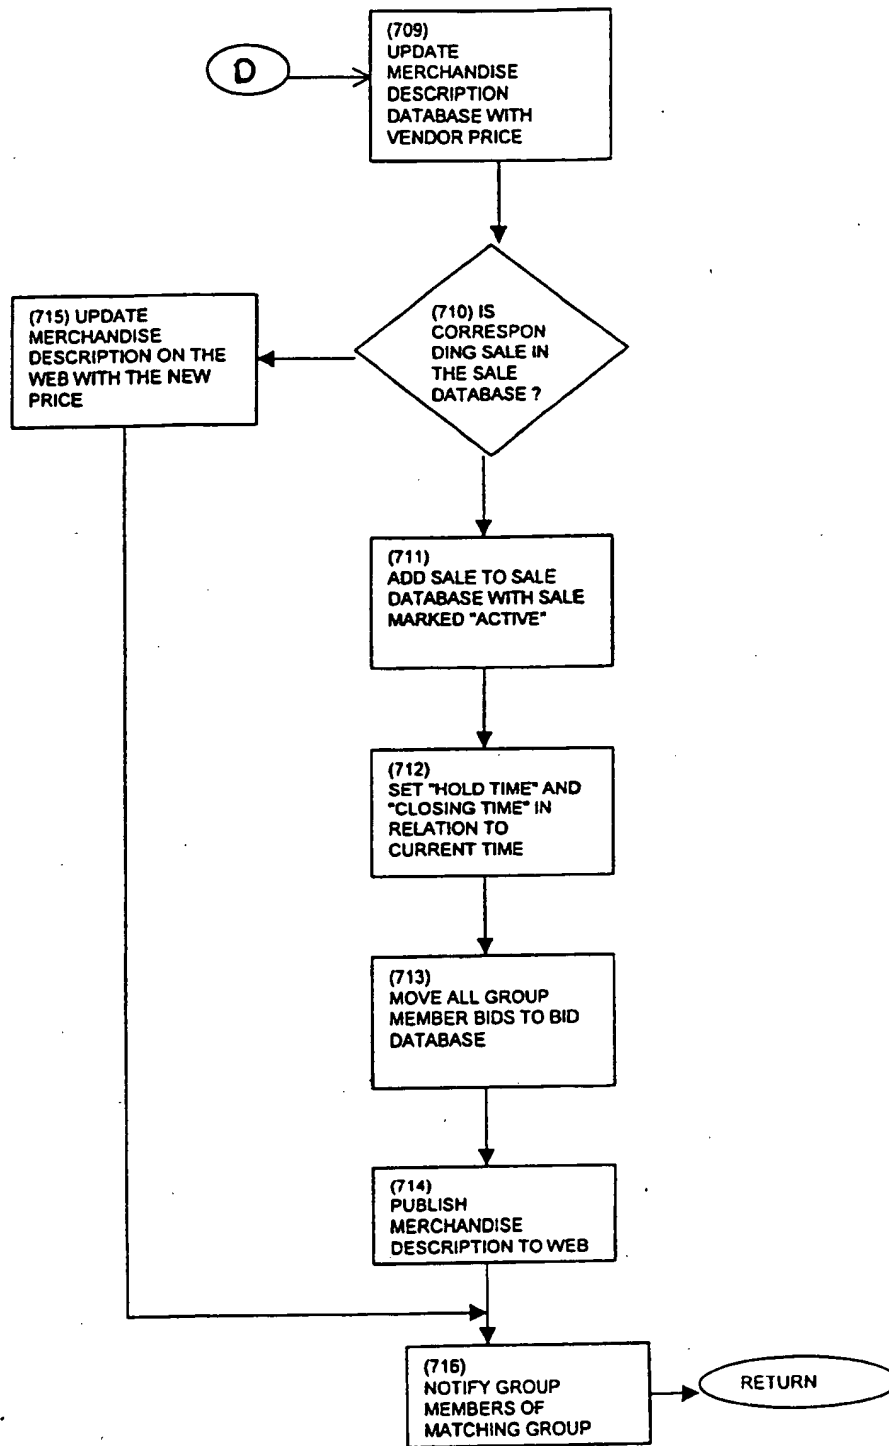 D
(709)
UPDATE
MERCHANDISE
DESCRIPTION
DATABASE WITH
VENDOR PRICE
(710) IS
CORRESPON
DING SALE IN
THE SALE
DATABASE ?
(715) UPDATE
MERCHANDISE
DESCRIPTION ON THE
WEB WITH THE NEW
PRICE
(711)
ADD SALE TO SALE
DATABASE WITH SALE
MARKED "ACTIVE"
(712)
SET "HOLD TIME" AND
"CLOSING TIME" IN
RELATION TO
CURRENT TIME
(713)
MOVE ALL GROUP
MEMBER BIDS TO BID
DATABASE
(714)
PUBLISH
MERCHANDISE
DESCRIPTION TO WEB
(716)
NOTIFY GROUP
MEMBERS OF
MATCHING GROUP
RETURN